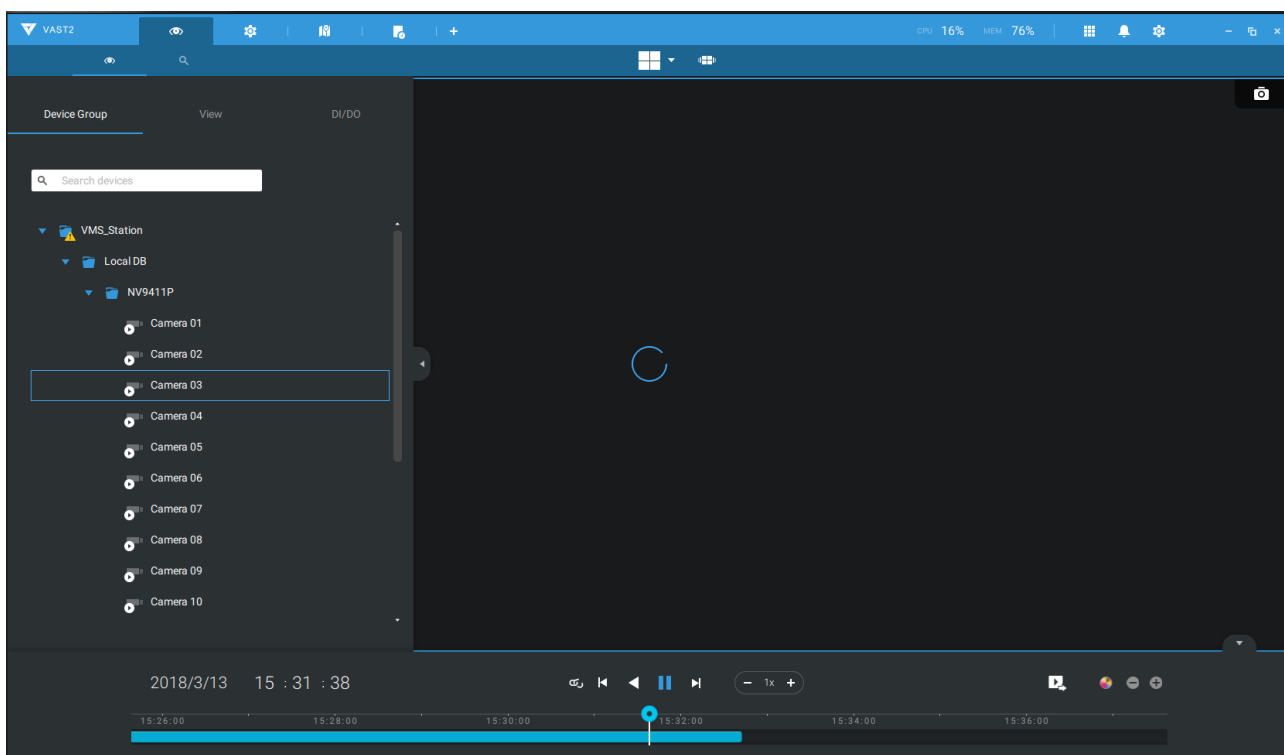 VAST2
CPU 16% MEM 76%
Device Group View DI/DO
Search devices
VMS_Station
Local DB
NV9411P
Camera 01
Camera 02
Camera 03
Camera 04
Camera 05
Camera 06
Camera 07
Camera 08
Camera 09
Camera 10
2018/3/13 15 : 31 : 38
1x
15:26:00 15:28:00 15:30:00 15:32:00 15:34:00 15:36:00